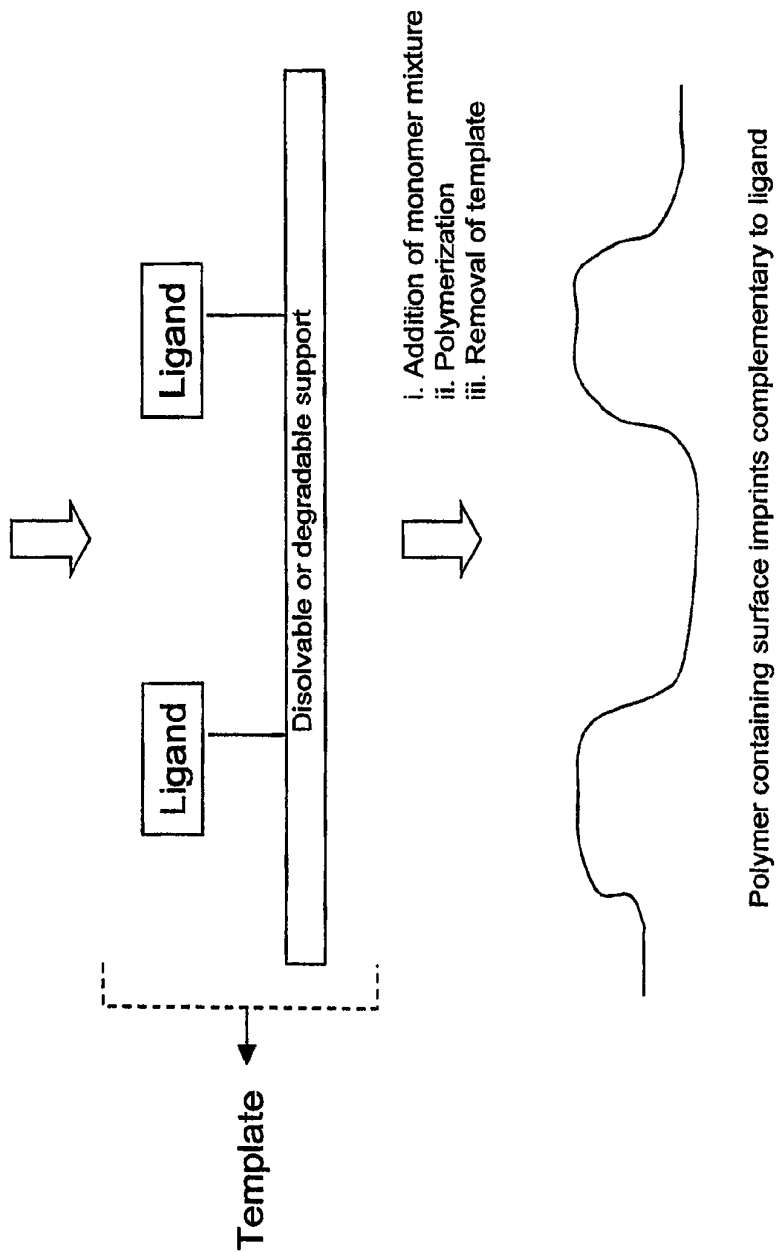 Ligand
Ligand
Disolvable or degradable support
Template
i. Addition of monomer mixture
ii. Polymerization
iii. Removal of template
Polymer containing surface imprints complementary to ligand